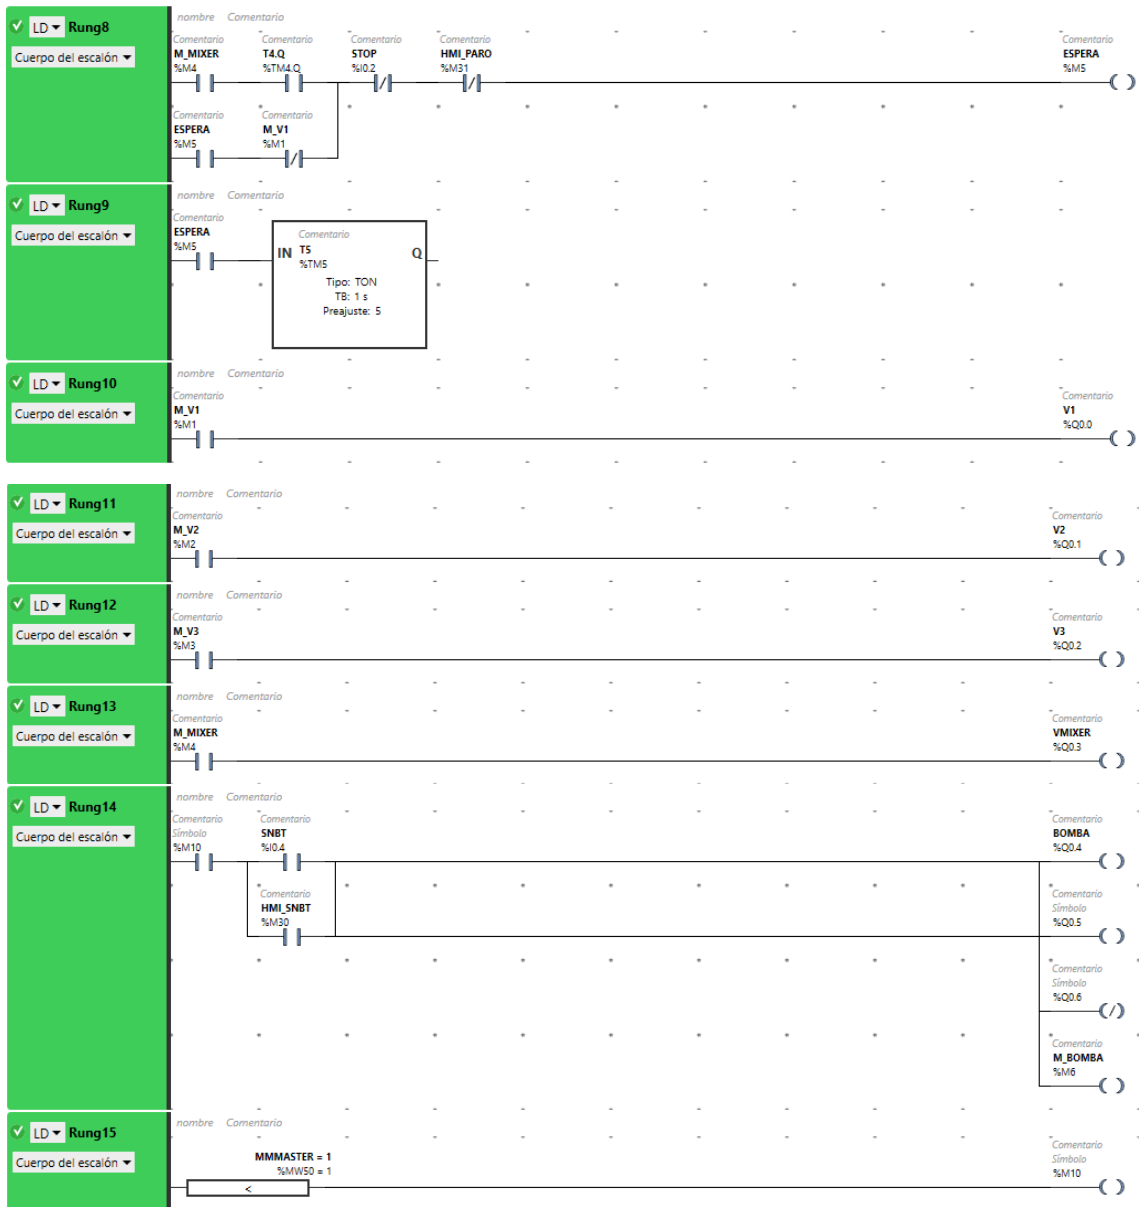 LD Rung8
Cuerpo del escalón
nombre Comentario
Comentario Comentario Comentario Comentario Comentario
M_MIXER T4.Q STOP HMI_PARO ESPERA
%M4 %TM4.Q %I0.2 %M31 %M5
Comentario Comentario
ESPERA M_V1
%M5 %M1
LD Rung9
Cuerpo del escalón
nombre Comentario
Comentario
ESPERA
%M5
Comentario
IN T5 Q
%TM5
Tipo: TON
TB: 1 s
Preajuste: 5
LD Rung10
Cuerpo del escalón
nombre Comentario
Comentario Comentario
M_V1 V1
%M1 %Q0.0
LD Rung11
Cuerpo del escalón
nombre Comentario
Comentario Comentario
M_V2 V2
%M2 %Q0.1
LD Rung12
Cuerpo del escalón
nombre Comentario
Comentario Comentario
M_V3 V3
%M3 %Q0.2
LD Rung13
Cuerpo del escalón
nombre Comentario
Comentario Comentario
M_MIXER VMIXER
%M4 %Q0.3
LD Rung14
Cuerpo del escalón
nombre Comentario
Comentario Comentario Comentario
Símbolo SNBT BOMBA
%M10 %I0.4 %Q0.4
Comentario Comentario
HMI_SNBT Símbolo
%M30 %Q0.5
Comentario
Símbolo
%Q0.6
Comentario
M_BOMBA
%M6
LD Rung15
Cuerpo del escalón
nombre Comentario
MMMASTER = 1
%MW50 = 1
<
Comentario
Símbolo
%M10